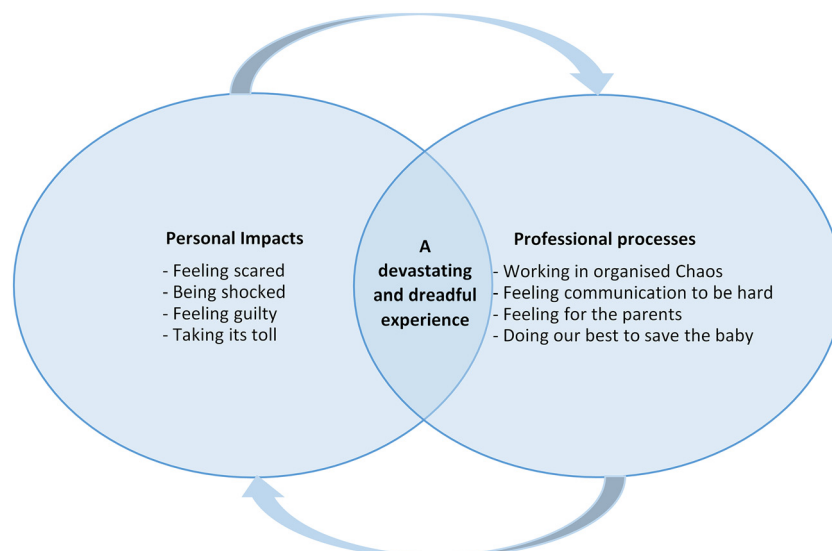 Personal Impacts
- Feeling scared
- Being shocked
- Feeling guilty
- Taking its toll
A
devastating
and dreadful
experience
Professional processes
- Working in organised Chaos
- Feeling communication to be hard
- Feeling for the parents
- Doing our best to save the baby